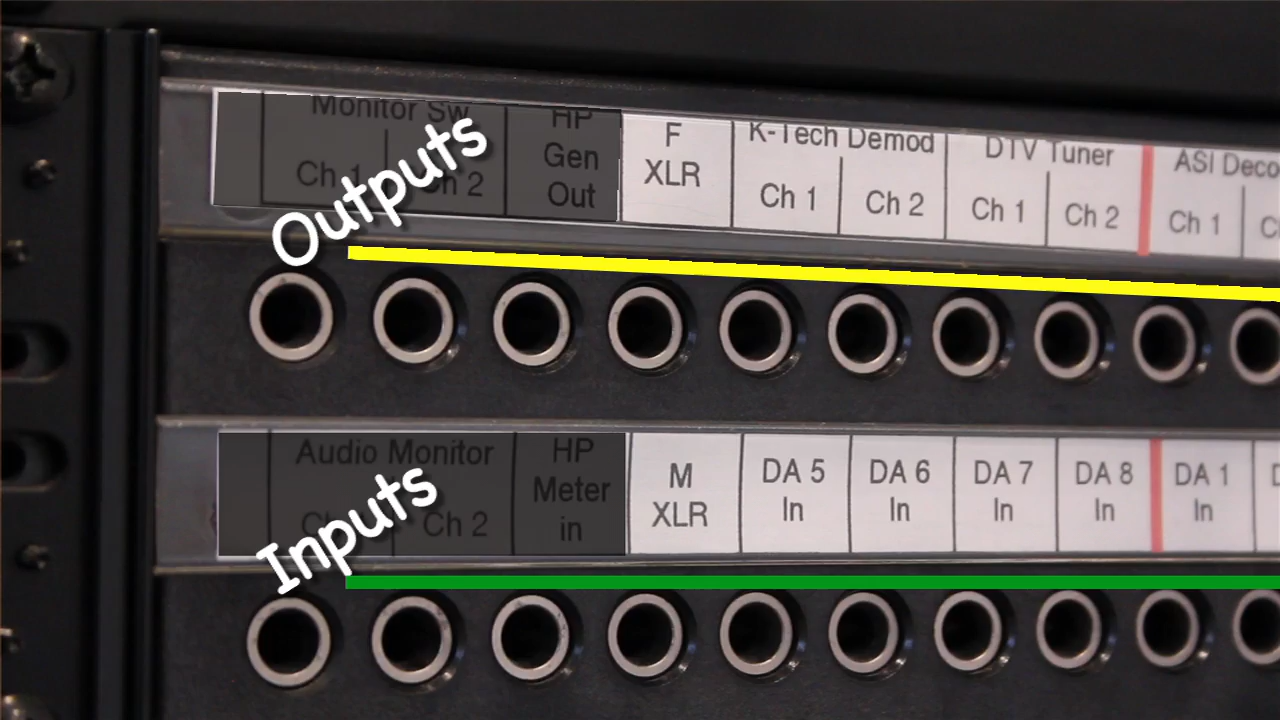 Outputs
Monitor Sw
Ch 1
Ch 2
HP
Gen
Out
F
XLR
K-Tech Demod
Ch 1
Ch 2
DTV Tuner
Ch 1
Ch 2
ASI
Ch 1
Inputs
Audio Monitor
Ch 2
HP
Meter
in
M
XLR
DA 5
In
DA 6
In
DA 7
In
DA 8
In
DA 1
In